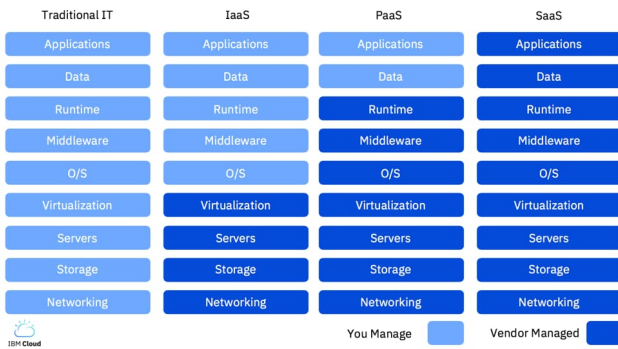 Traditional IT IaaS PaaS SaaS
Applications Applications Applications Applications
Data Data Data Data
Runtime Runtime Runtime Runtime
Middleware Middleware Middleware Middleware
O/S O/S O/S O/S
Virtualization Virtualization Virtualization Virtualization
Servers Servers Servers Servers
Storage Storage Storage Storage
Networking Networking Networking Networking
IBM Cloud You Manage Vendor Managed